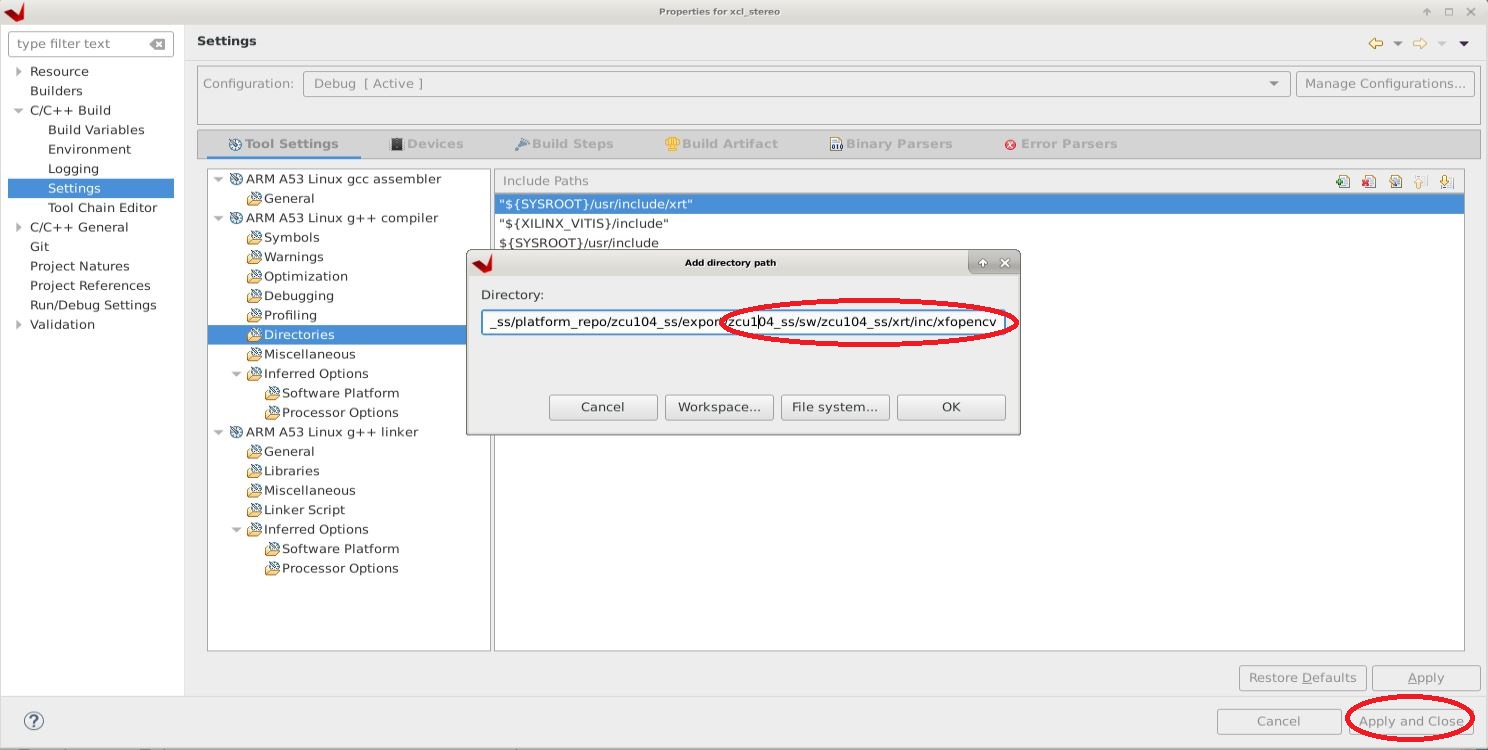 Properties for xcl_stereo
type filter text
Resource
Builders
C/C++ Build
Build Variables
Environment
Logging
Settings
Tool Chain Editor
C/C++ General
Git
Project Natures
Project References
Run/Debug Settings
Validation
Settings
Configuration:
Debug [ Active ]
Manage Configurations...
Tool Settings
Devices
Build Steps
Build Artifact
Binary Parsers
Error Parsers
ARM A53 Linux gcc assembler
General
ARM A53 Linux g++ compiler
Symbols
Warnings
Optimization
Debugging
Profiling
Directories
Miscellaneous
Inferred Options
Software Platform
Processor Options
ARM A53 Linux g++ linker
General
Libraries
Miscellaneous
Linker Script
Inferred Options
Software Platform
Processor Options
Include Paths
"${SYSROOT}/usr/include/xrt"
"${XILINX_VITIS}/include"
${SYSROOT}/usr/include
Add directory path
Directory:
_ss/platform_repo/zcu104_ss/export/zcu104_ss/sw/zcu104_ss/xrt/inc/xfopencv
Cancel
Workspace...
File system...
OK
Restore Defaults
Apply
?
Cancel
Apply and Close